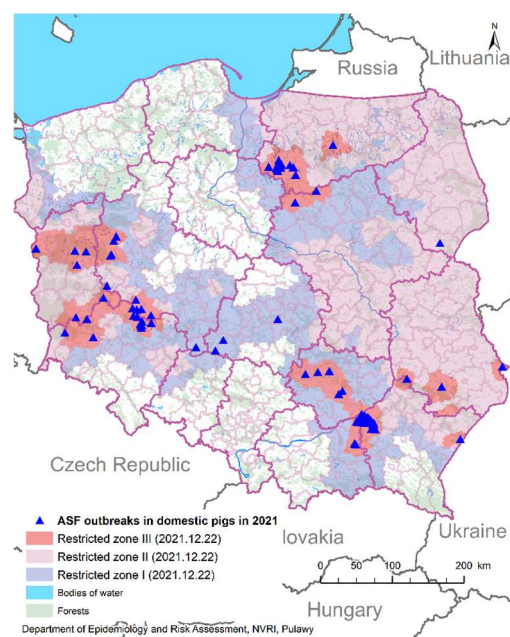 N
Lithuania
Russia
Czech Republic
ASF outbreaks in domestic pigs in 2021
Restricted zone III (2021.12.22)
Restricted zone II (2021.12.22)
Restricted zone I (2021.12.22)
Bodies of water
Forests
lovakia
Ukraine
0 50 100 200 km
Hungary
Department of Epidemiology and Risk Assessment, NVRI, Pulawy